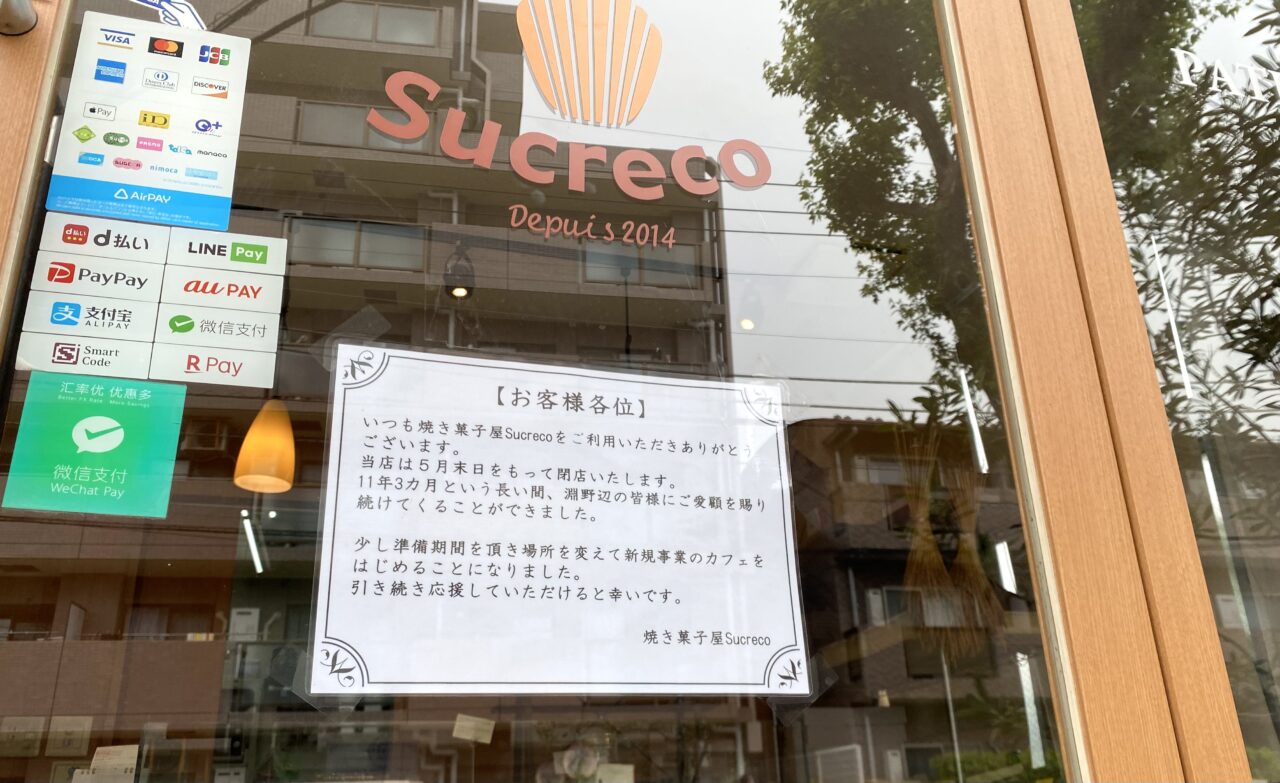 VISA
JCB
DISCOVER
Pay
iD
manaca
SUGOCA
nimoca
AirPAY
d払い
LINE Pay
PayPay
au PAY
支付宝
ALIPAY
微信支付
Smart
Code
R Pay
汇率优 优惠多
Better FX Rate, More Savings
微信支付
WeChat Pay
Sucreco
Depuis 2014
【お客様各位】
いつも焼き菓子屋Sucrecoをご利用いただきありがとう
ございます。
当店は5月末日をもって閉店いたします。
11年3カ月という長い間、淵野辺の皆様にご愛顧を賜り
続けてくることができました。
少し準備期間を頂き場所を変えて新規事業のカフェを
はじめることになりました。
引き続き応援していただけると幸いです。
焼き菓子屋Sucreco